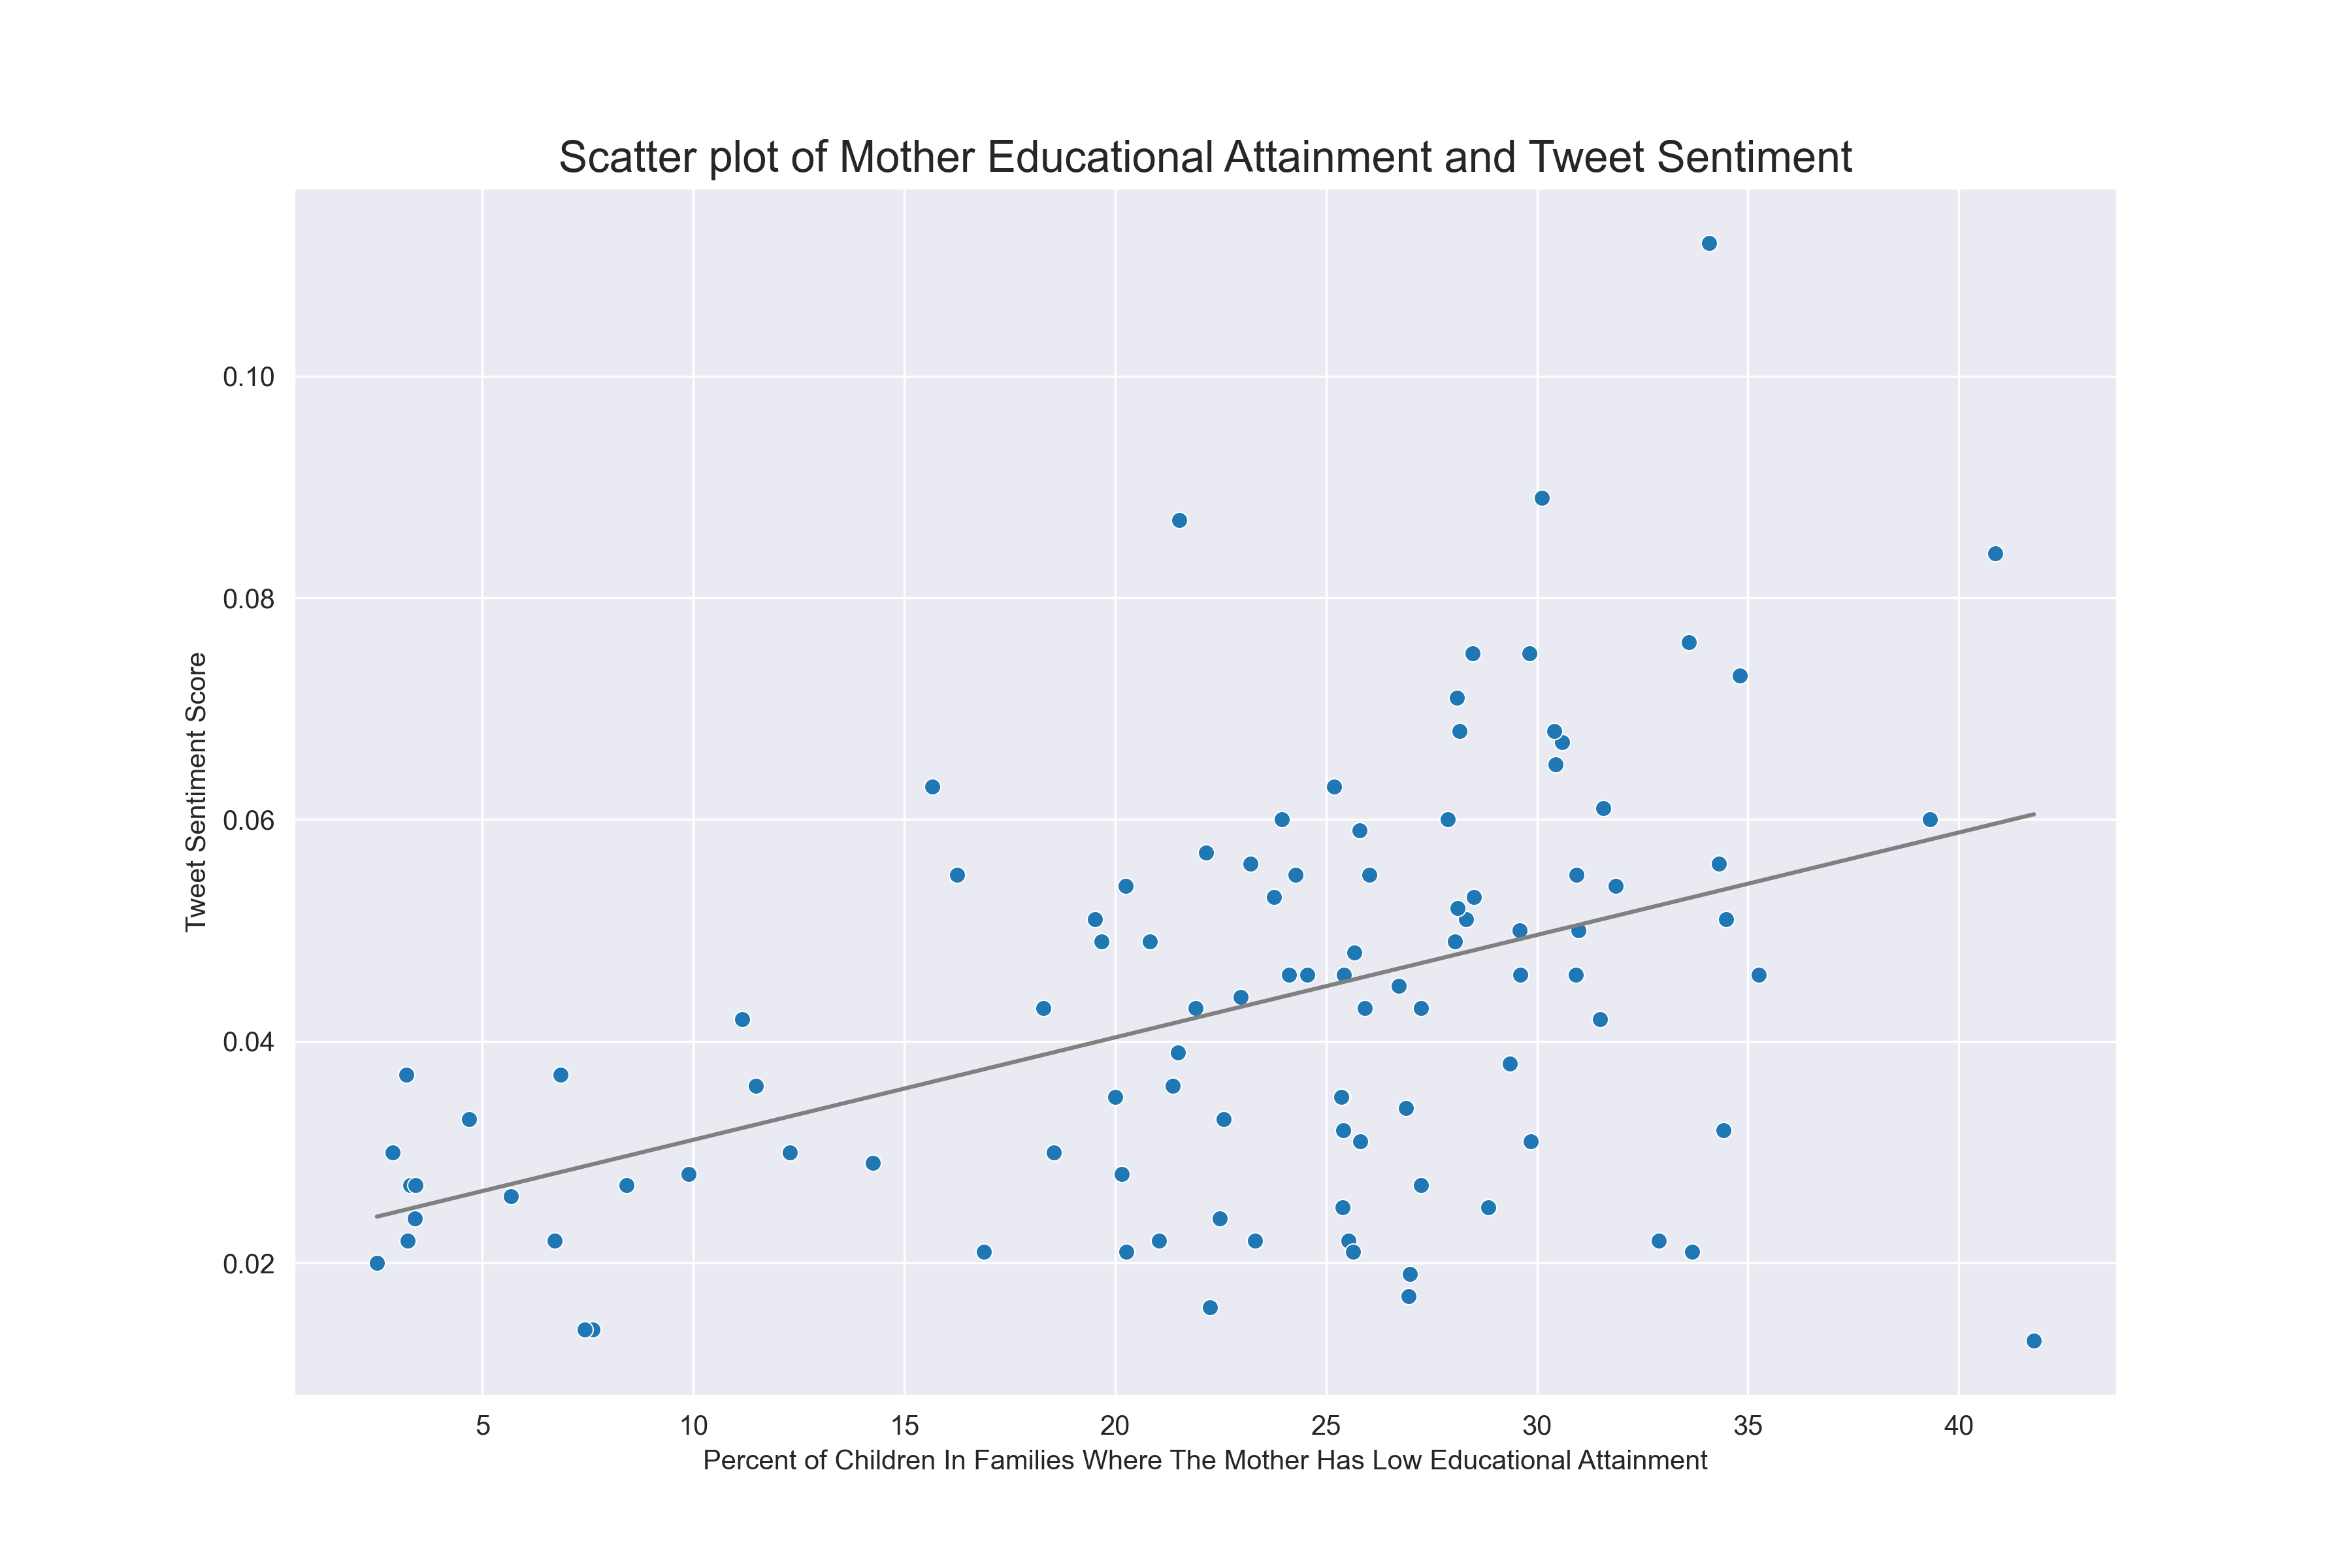 Scatter plot of Mother Educational Attainment and Tweet Sentiment
Tweet Sentiment Score
0.10
0.08
0.06
0.04
0.02
5 10 15 20 25 30 35 40
Percent of Children In Families Where The Mother Has Low Educational Attainment